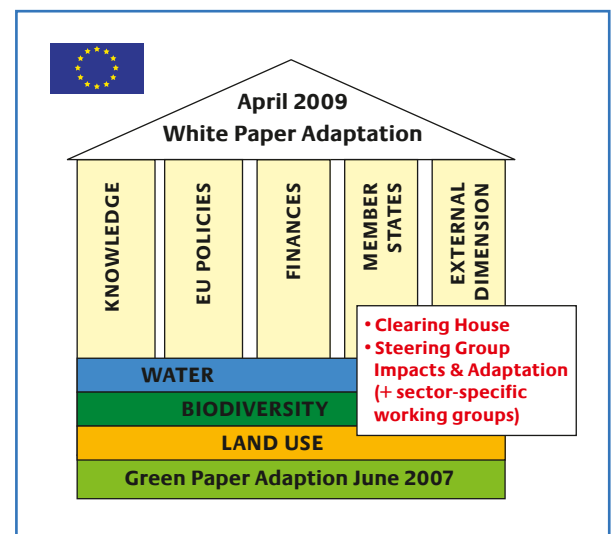 April 2009
White Paper Adaptation
KNOWLEDGE
EU POLICIES
FINANCES
MEMBER
STATES
EXTERNAL
DIMENSION
• Clearing House
• Steering Group
Impacts & Adaptation
(+ sector-specific
working groups)
WATER
BIODIVERSITY
LAND USE
Green Paper Adaption June 2007